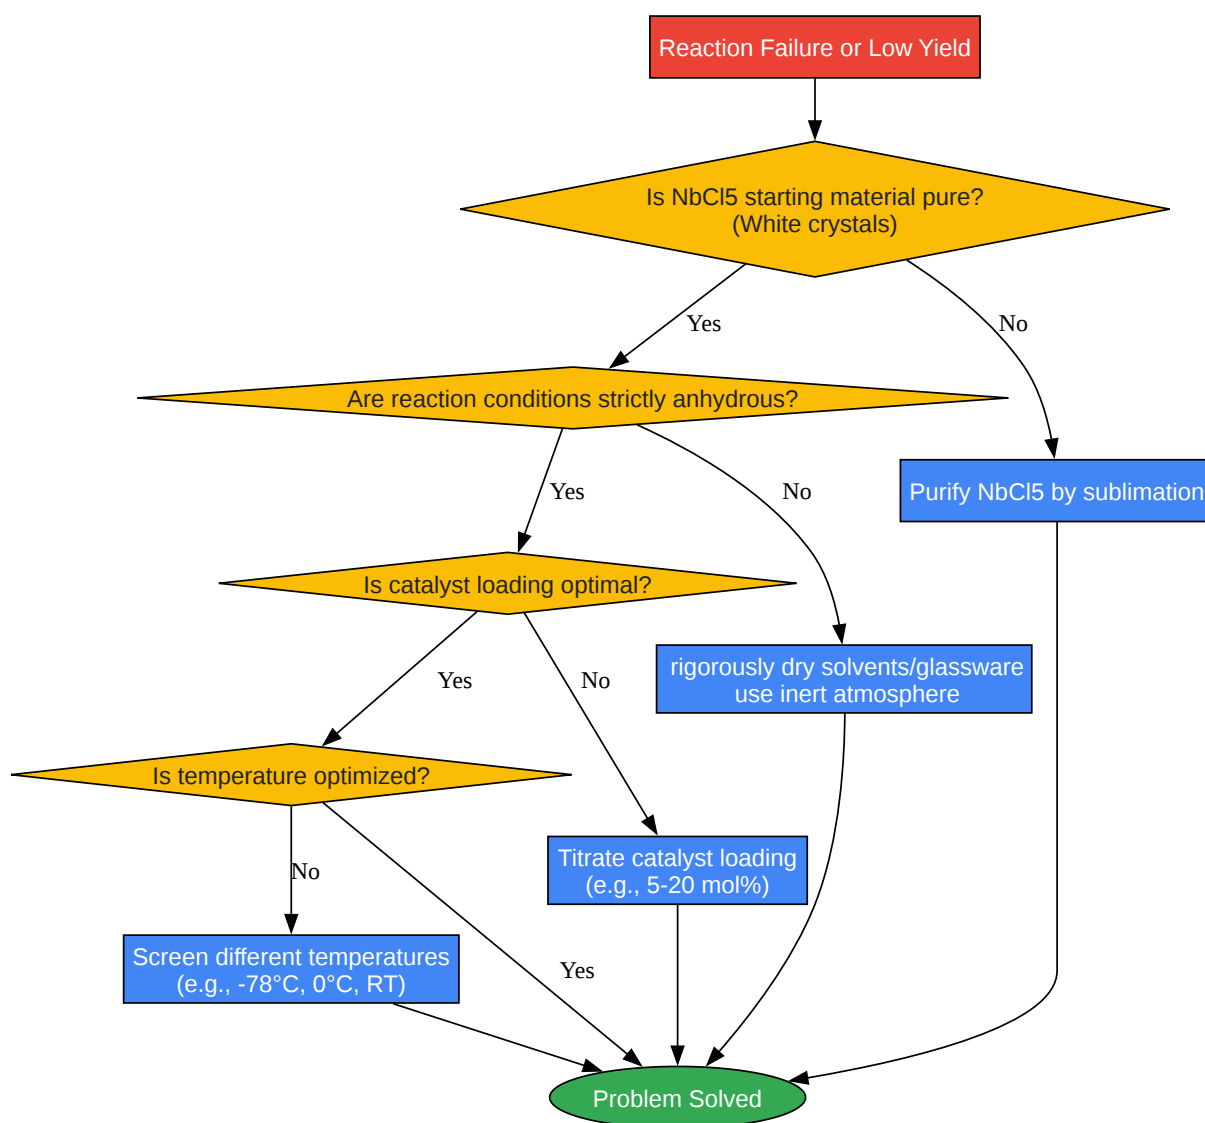 Reaction Failure or Low Yield
Is NbCl5 starting material pure?
(White crystals)
Yes
No
Are reaction conditions strictly anhydrous?
Yes
No
Purify NbCl5 by sublimation
Is catalyst loading optimal?
Yes
No
rigorously dry solvents/glassware
use inert atmosphere
Is temperature optimized?
No
Yes
Titrate catalyst loading
(e.g., 5-20 mol%)
Screen different temperatures
(e.g., -78°C, 0°C, RT)
Problem Solved